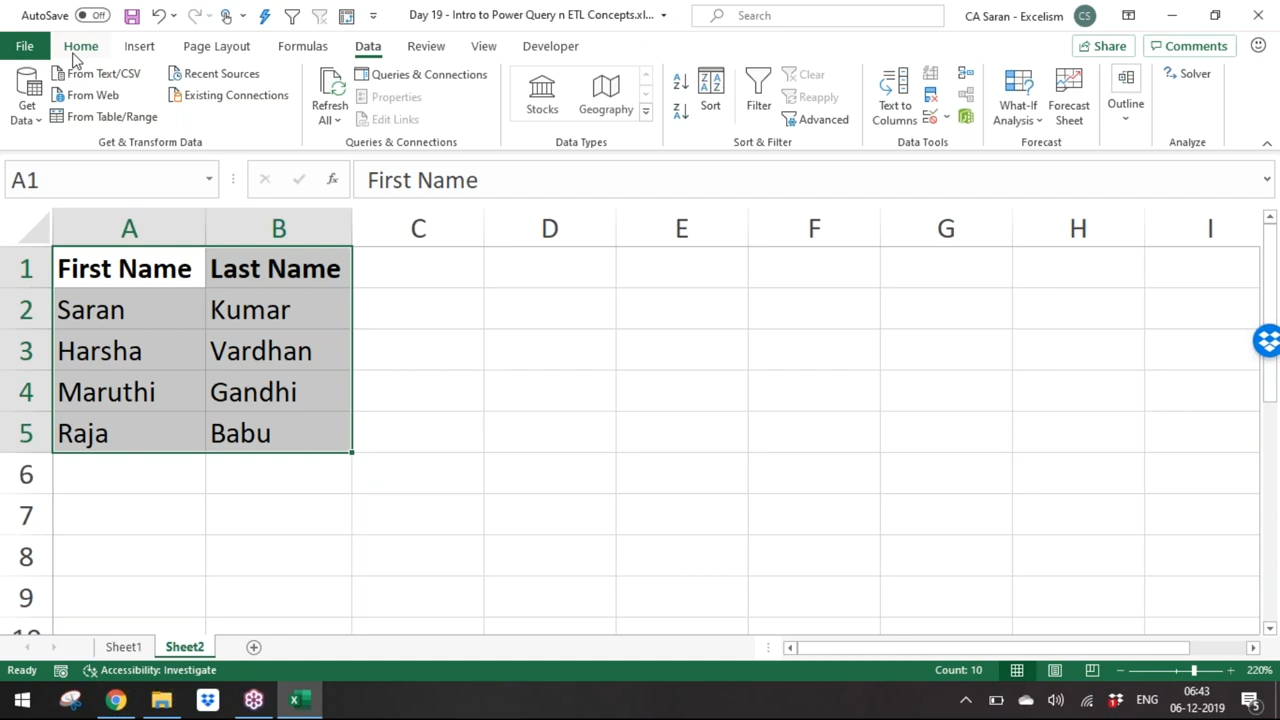 AutoSave Off Day 19 - Intro to Power Query n ETL Concepts.xl... Search CA Saran - Excelism CS
File Home Insert Page Layout Formulas Data Review View Developer Share Comments
Get Data From Text/CSV From Web From Table/Range Recent Sources Existing Connections
Get & Transform Data
Refresh All Queries & Connections Properties Edit Links
Queries & Connections
Stocks Geography
Data Types
Sort Filter Clear Reapply Advanced
Sort & Filter
Text to Columns
Data Tools
What-If Analysis Forecast Sheet
Forecast
Outline
Solver
Analyze
A1 fx First Name
A B C D E F G H I
1 First Name Last Name
2 Saran Kumar
3 Harsha Vardhan
4 Maruthi Gandhi
5 Raja Babu
6
7
8
9
10
Sheet1 Sheet2
Ready Accessibility: Investigate Count: 10 220%
ENG 06:43
06-12-2019 5